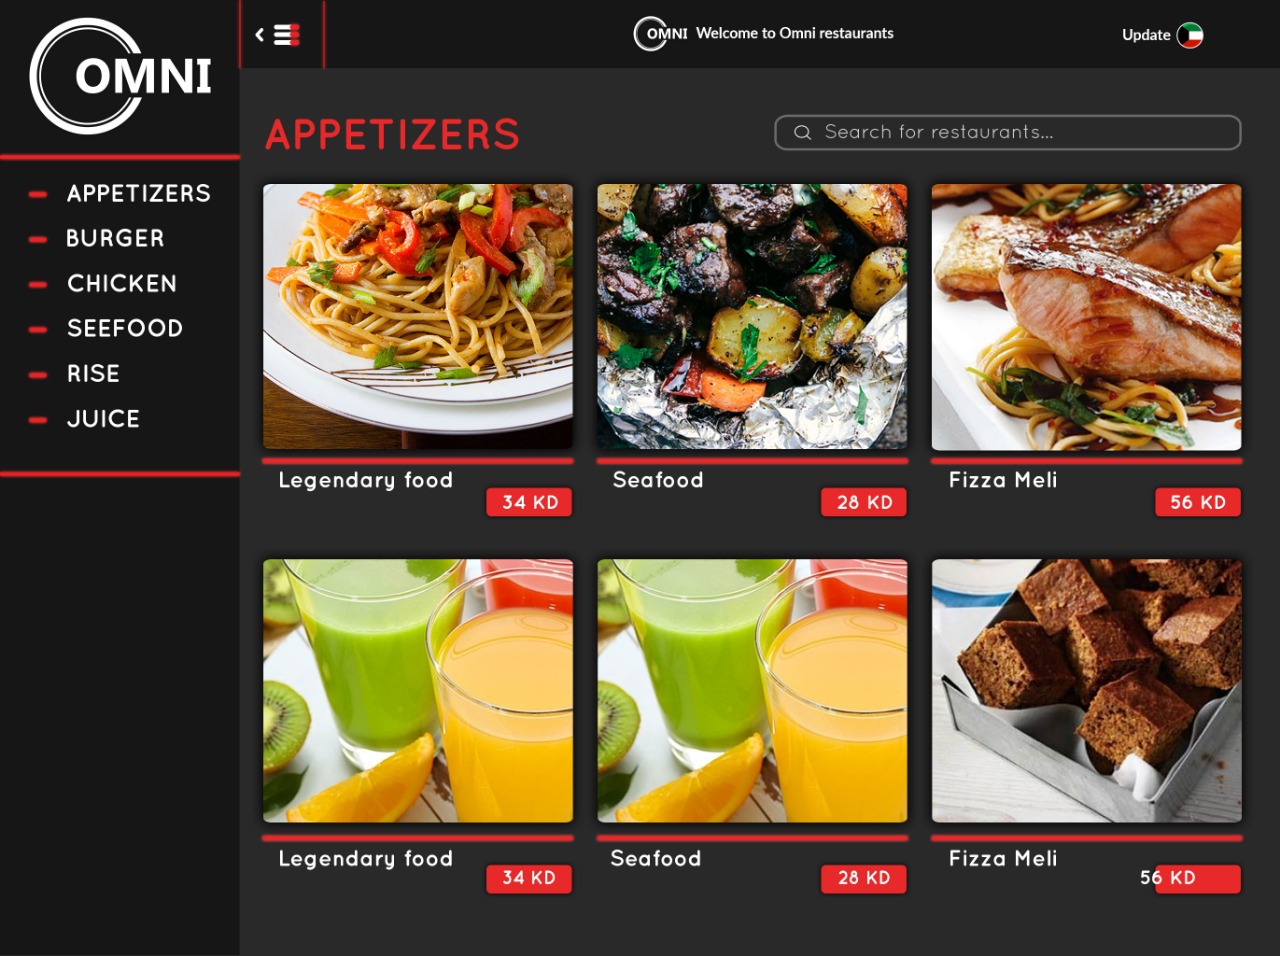 OMNI
OMNI Welcome to Omni restaurants
Update
APPETIZERS
Search for restaurants...
APPETIZERS
BURGER
CHICKEN
SEEFOOD
RISE
JUICE
Legendary food
34 KD
Seafood
28 KD
Fizza Meli
56 KD
Legendary food
34 KD
Seafood
28 KD
Fizza Meli
56 KD